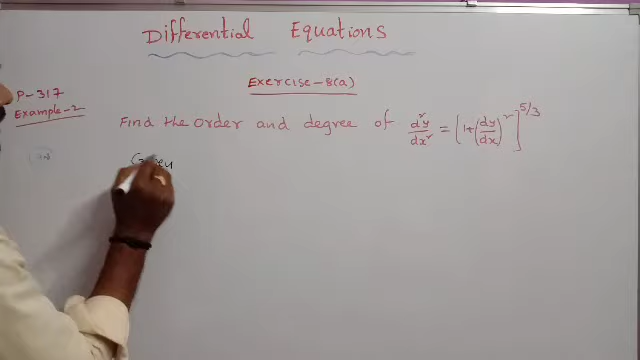 Differential Equations
Exercise-8(a)
P-317
Example-2
Find the order and degree of d²y/dx² = [1+(dy/dx)²]^5/3
Given